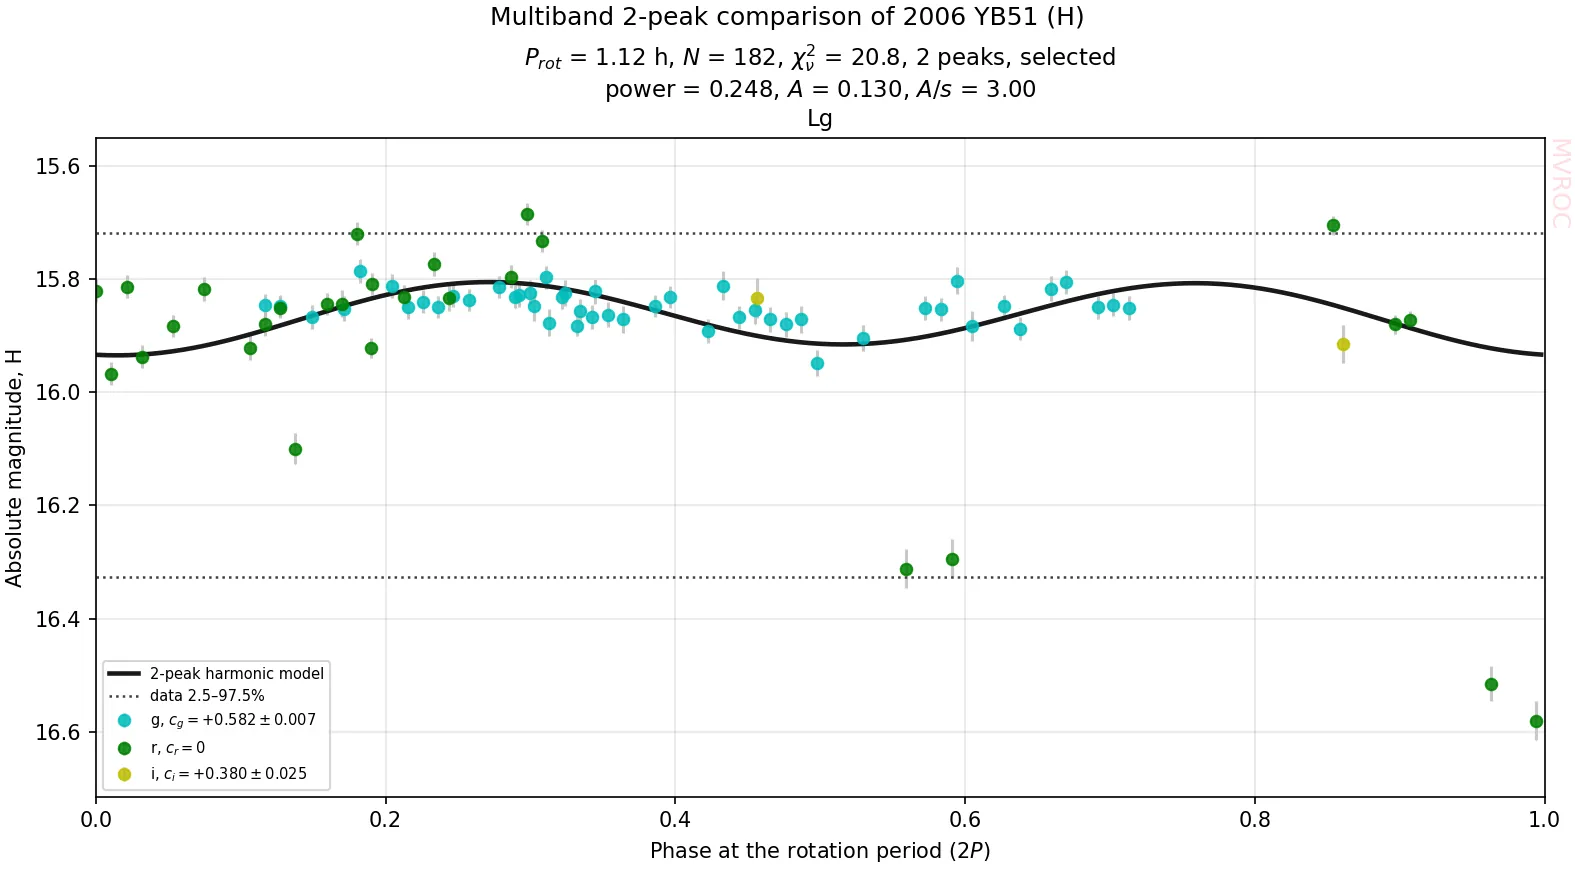 Multiband 2-peak comparison of 2006 YB51 (H)
P_rot = 1.12 h, N = 182, χ²_ν = 20.8, 2 peaks, selected
power = 0.248, A = 0.130, A/s = 3.00
Lg
MVROC
Absolute magnitude, H
15.6
15.8
16.0
16.2
16.4
16.6
2-peak harmonic model
data 2.5–97.5%
g, c_g = +0.582 ± 0.007
r, c_r = 0
i, c_i = +0.380 ± 0.025
0.0 0.2 0.4 0.6 0.8 1.0
Phase at the rotation period (2P)